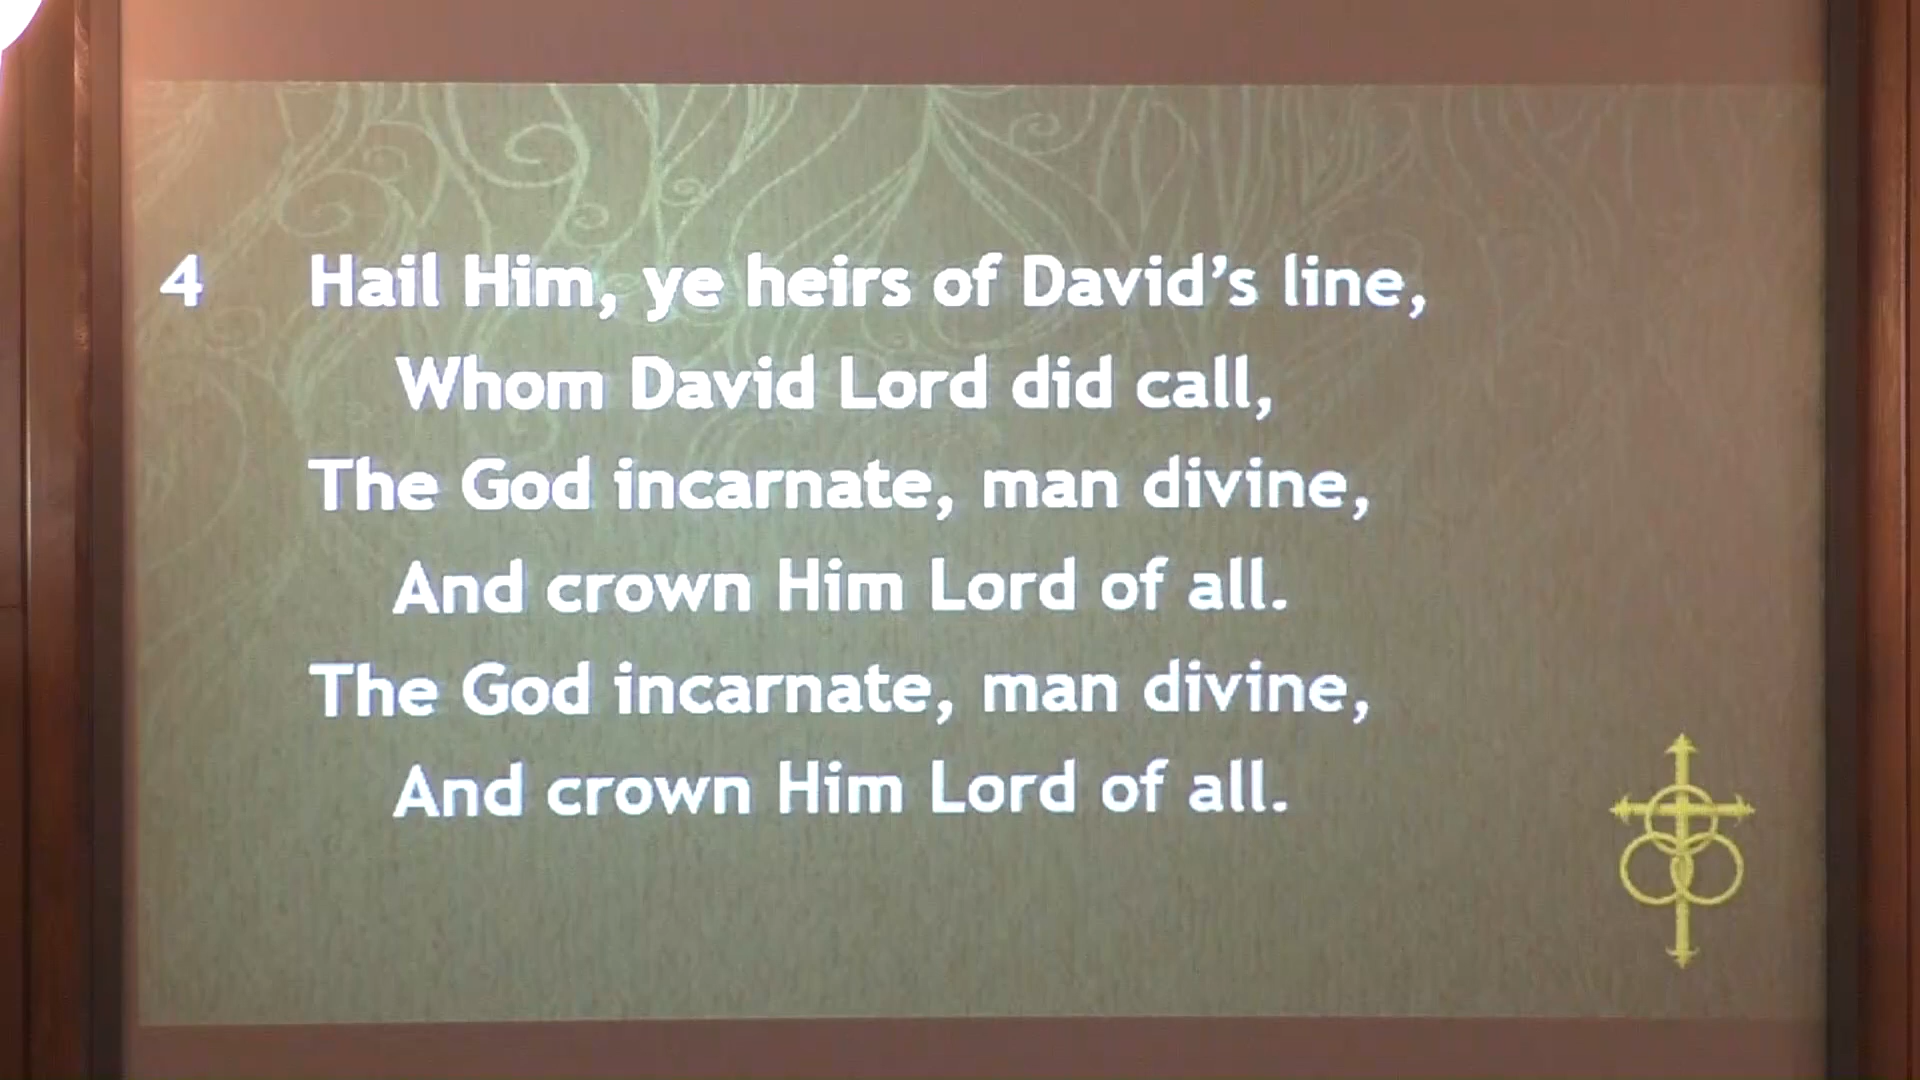 4 Hail Him, ye heirs of David’s line,
Whom David Lord did call,
The God incarnate, man divine,
And crown Him Lord of all.
The God incarnate, man divine,
And crown Him Lord of all.